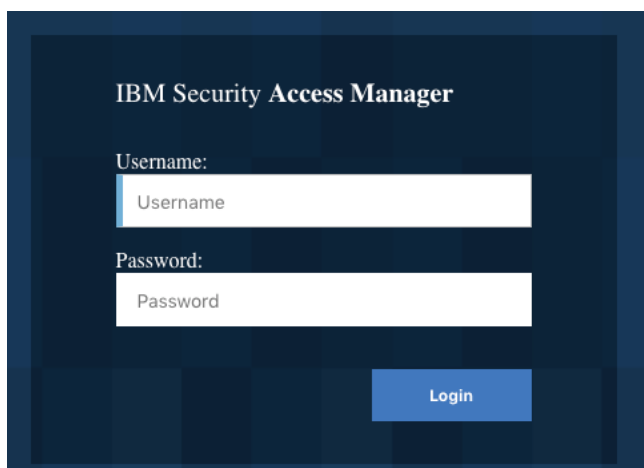 IBM Security Access Manager
Username:
Username
Password:
Password
Login